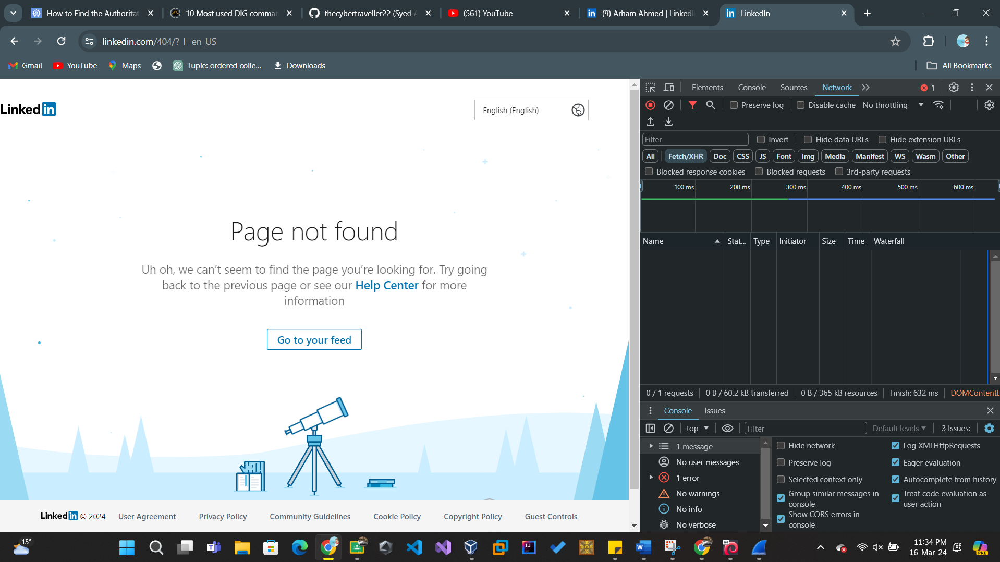 How to Find the Authoritat
10 Most used DIG comman
thecybertraveller22 (Syed A
(561) YouTube
(9) Arham Ahmed | LinkedI
LinkedIn
linkedin.com/404/?_l=en_US
Gmail
YouTube
Maps
Tuple: ordered colle...
Downloads
All Bookmarks
Linked in
English (English)
Page not found
Uh oh, we can’t seem to find the page you’re looking for. Try going
back to the previous page or see our Help Center for more
information
Go to your feed
Linked in © 2024
User Agreement
Privacy Policy
Community Guidelines
Cookie Policy
Copyright Policy
Guest Controls
Elements
Console
Sources
Network
1
Preserve log
Disable cache
No throttling
Filter
Invert
Hide data URLs
Hide extension URLs
All
Fetch/XHR
Doc
CSS
JS
Font
Img
Media
Manifest
WS
Wasm
Other
Blocked response cookies
Blocked requests
3rd-party requests
100 ms
200 ms
300 ms
400 ms
500 ms
600 ms
Name
Stat...
Type
Initiator
Size
Time
Waterfall
0 / 1 requests
0 B / 60.2 kB transferred
0 B / 365 kB resources
Finish: 632 ms
DOMContentL
Console
Issues
top
Filter
Default levels
3 Issues:
1 message
No user messages
1 error
No warnings
No info
No verbose
Hide network
Preserve log
Selected context only
Group similar messages in
console
Show CORS errors in
console
Log XMLHttpRequests
Eager evaluation
Autocomplete from history
Treat code evaluation as
user action
15°
11:34 PM
16-Mar-24
PRE